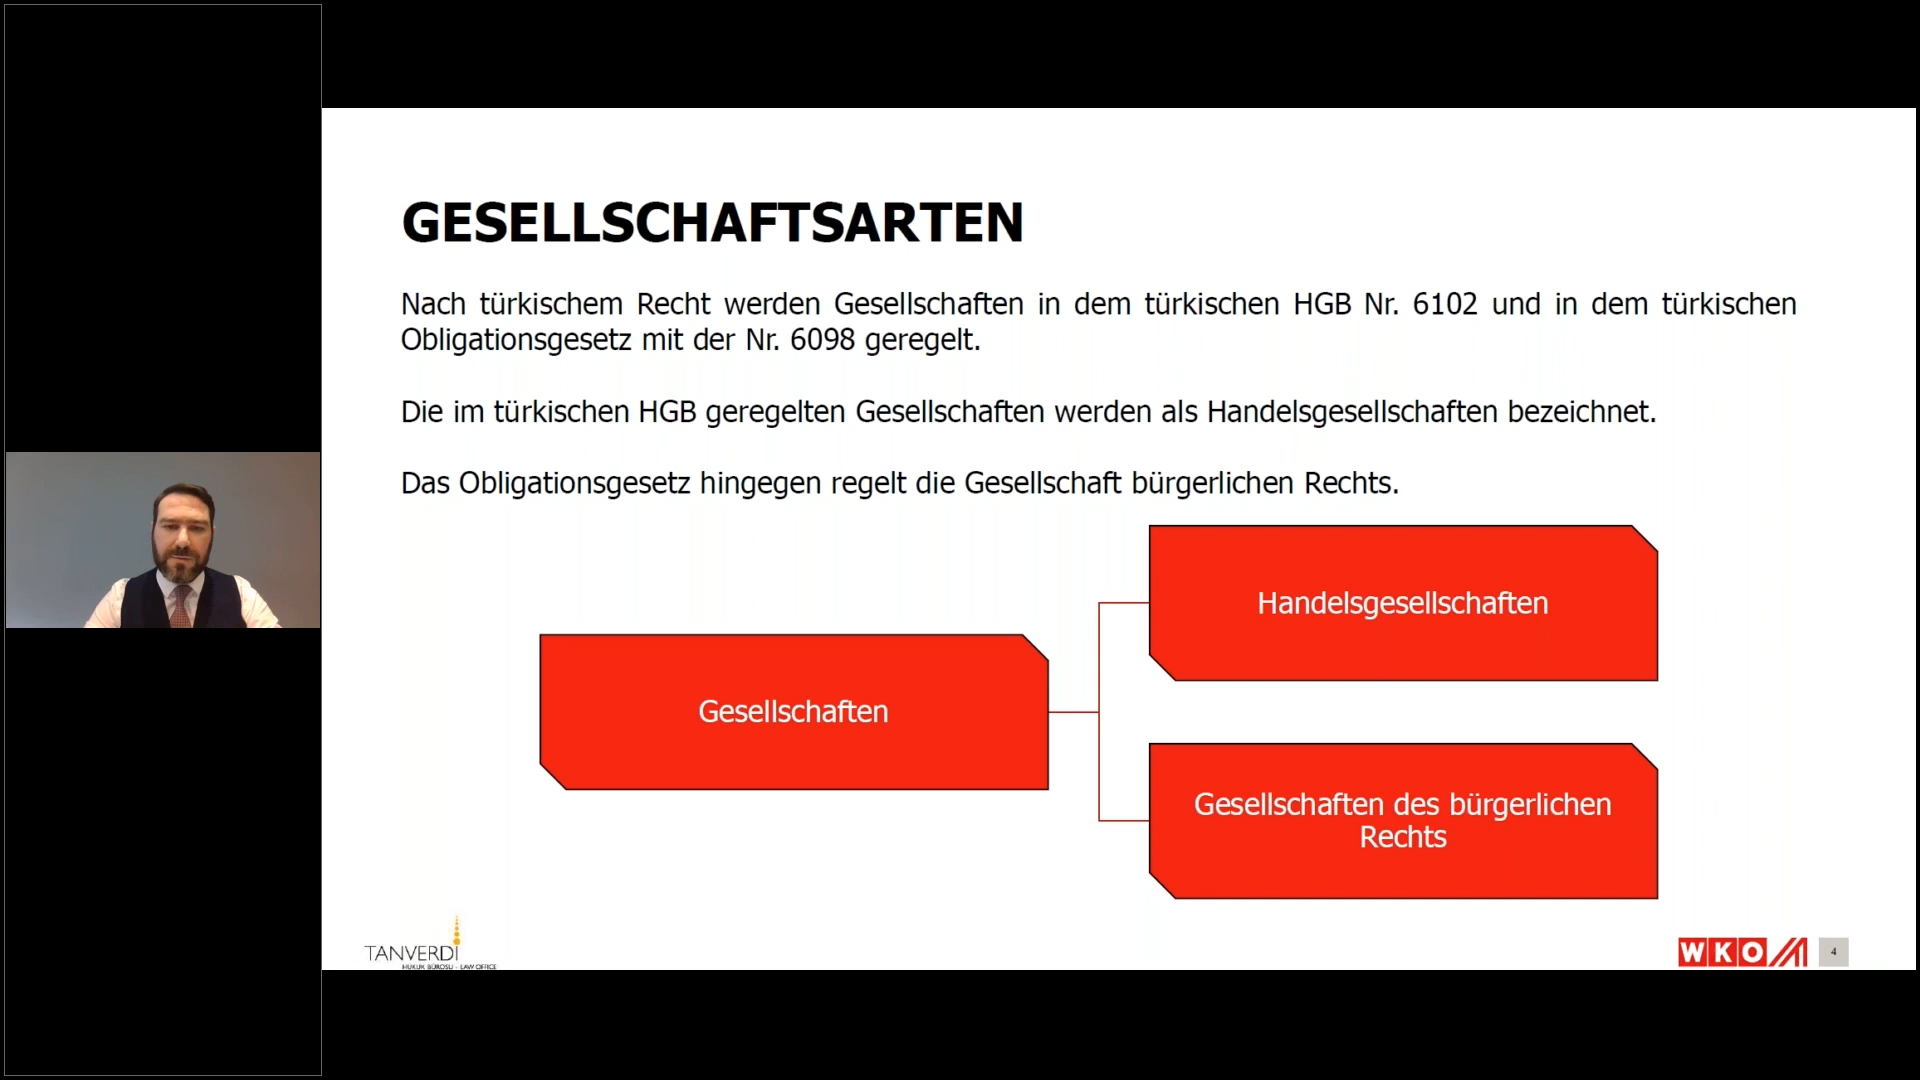 GESELLSCHAFTSARTEN
Nach türkischem Recht werden Gesellschaften in dem türkischen HGB Nr. 6102 und in dem türkischen
Obligationsgesetz mit der Nr. 6098 geregelt.
Die im türkischen HGB geregelten Gesellschaften werden als Handelsgesellschaften bezeichnet.
Das Obligationsgesetz hingegen regelt die Gesellschaft bürgerlichen Rechts.
Handelsgesellschaften
Gesellschaften
Gesellschaften des bürgerlichen
Rechts
TANVERDİ
HUKUK BÜROSU - LAW OFFICE
WKO
4